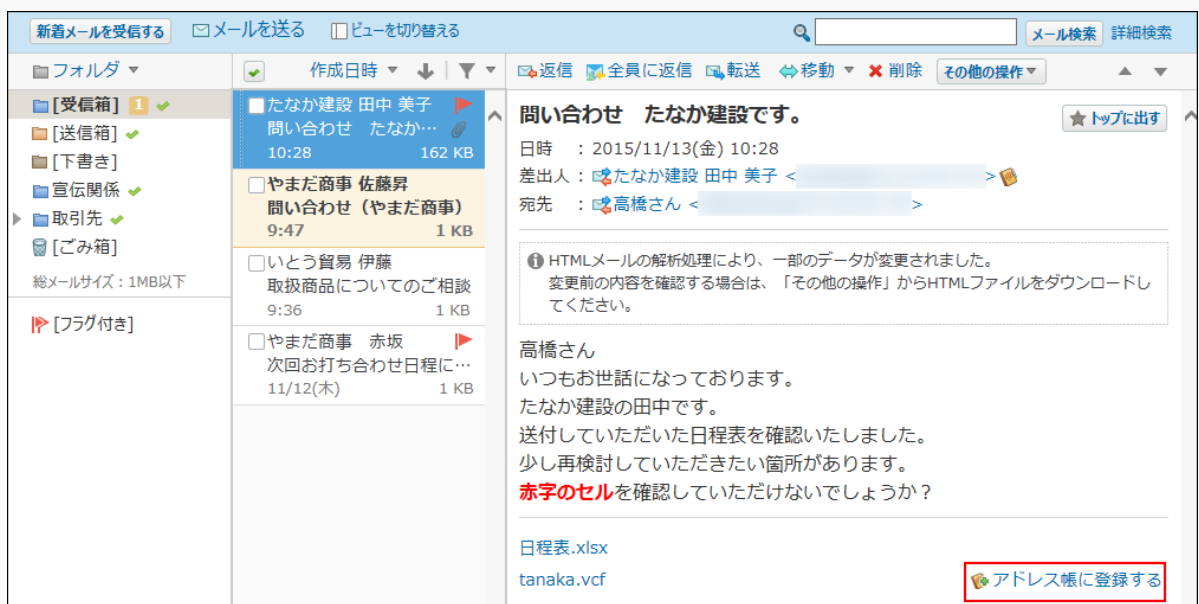 新着メールを受信する メールを送る ビューを切り替える メール検索 詳細検索
フォルダ
[受信箱] 1
[送信箱]
[下書き]
宣伝関係
取引先
[ごみ箱]
総メールサイズ：1MB以下
[フラグ付き]
作成日時
たなか建設 田中 美子
問い合わせ　たなか…
10:28 162 KB
やまだ商事 佐藤昇
問い合わせ（やまだ商事）
9:47 1 KB
いとう貿易 伊藤
取扱商品についてのご相談
9:36 1 KB
やまだ商事　赤坂
次回お打ち合わせ日程に…
11/12(木) 1 KB
返信 全員に返信 転送 移動 削除 その他の操作
問い合わせ　たなか建設です。 トップに出す
日時　：2015/11/13(金) 10:28
差出人：たなか建設 田中 美子 < >
宛先　：高橋さん < >
HTMLメールの解析処理により、一部のデータが変更されました。
変更前の内容を確認する場合は、「その他の操作」からHTMLファイルをダウンロードし
てください。
高橋さん
いつもお世話になっております。
たなか建設の田中です。
送付していただいた日程表を確認いたしました。
少し再検討していただきたい箇所があります。
赤字のセルを確認していただけないでしょうか？
日程表.xlsx
tanaka.vcf アドレス帳に登録する